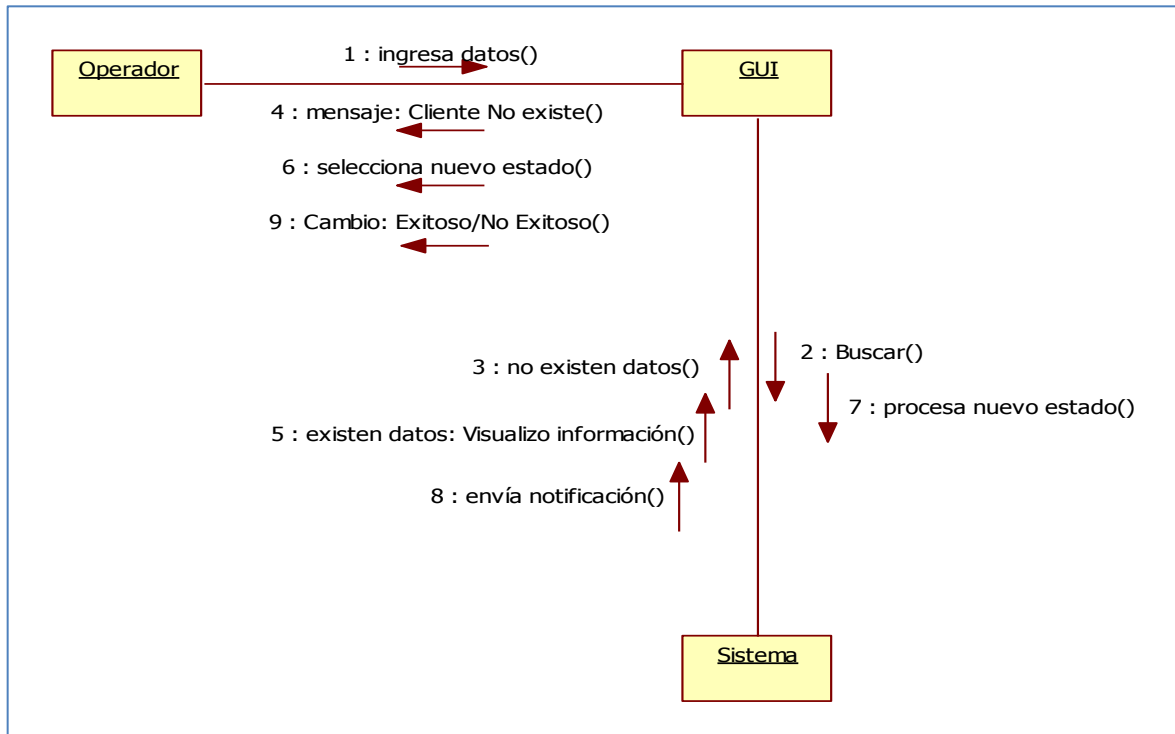 1 : ingresa datos()
Operador
GUI
4 : mensaje: Cliente No existe()
6 : selecciona nuevo estado()
9 : Cambio: Exitoso/No Exitoso()
2 : Buscar()
3 : no existen datos()
7 : procesa nuevo estado()
5 : existen datos: Visualizo información()
8 : envía notificación()
Sistema